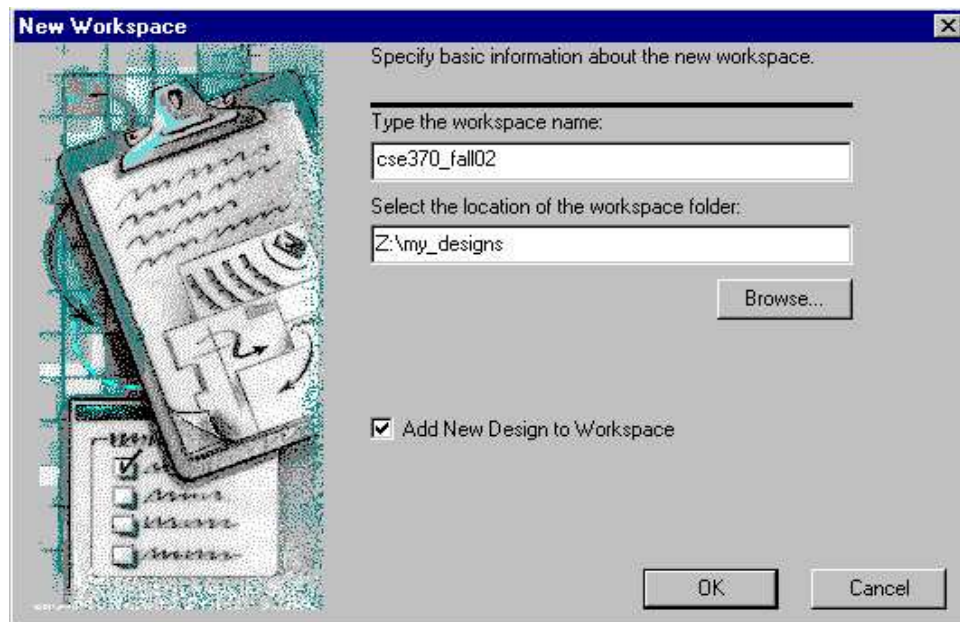 New Workspace
Specify basic information about the new workspace.
Type the workspace name:
cse370_fall02
Select the location of the workspace folder:
Z:\my_designs
Browse...
Add New Design to Workspace
OK
Cancel